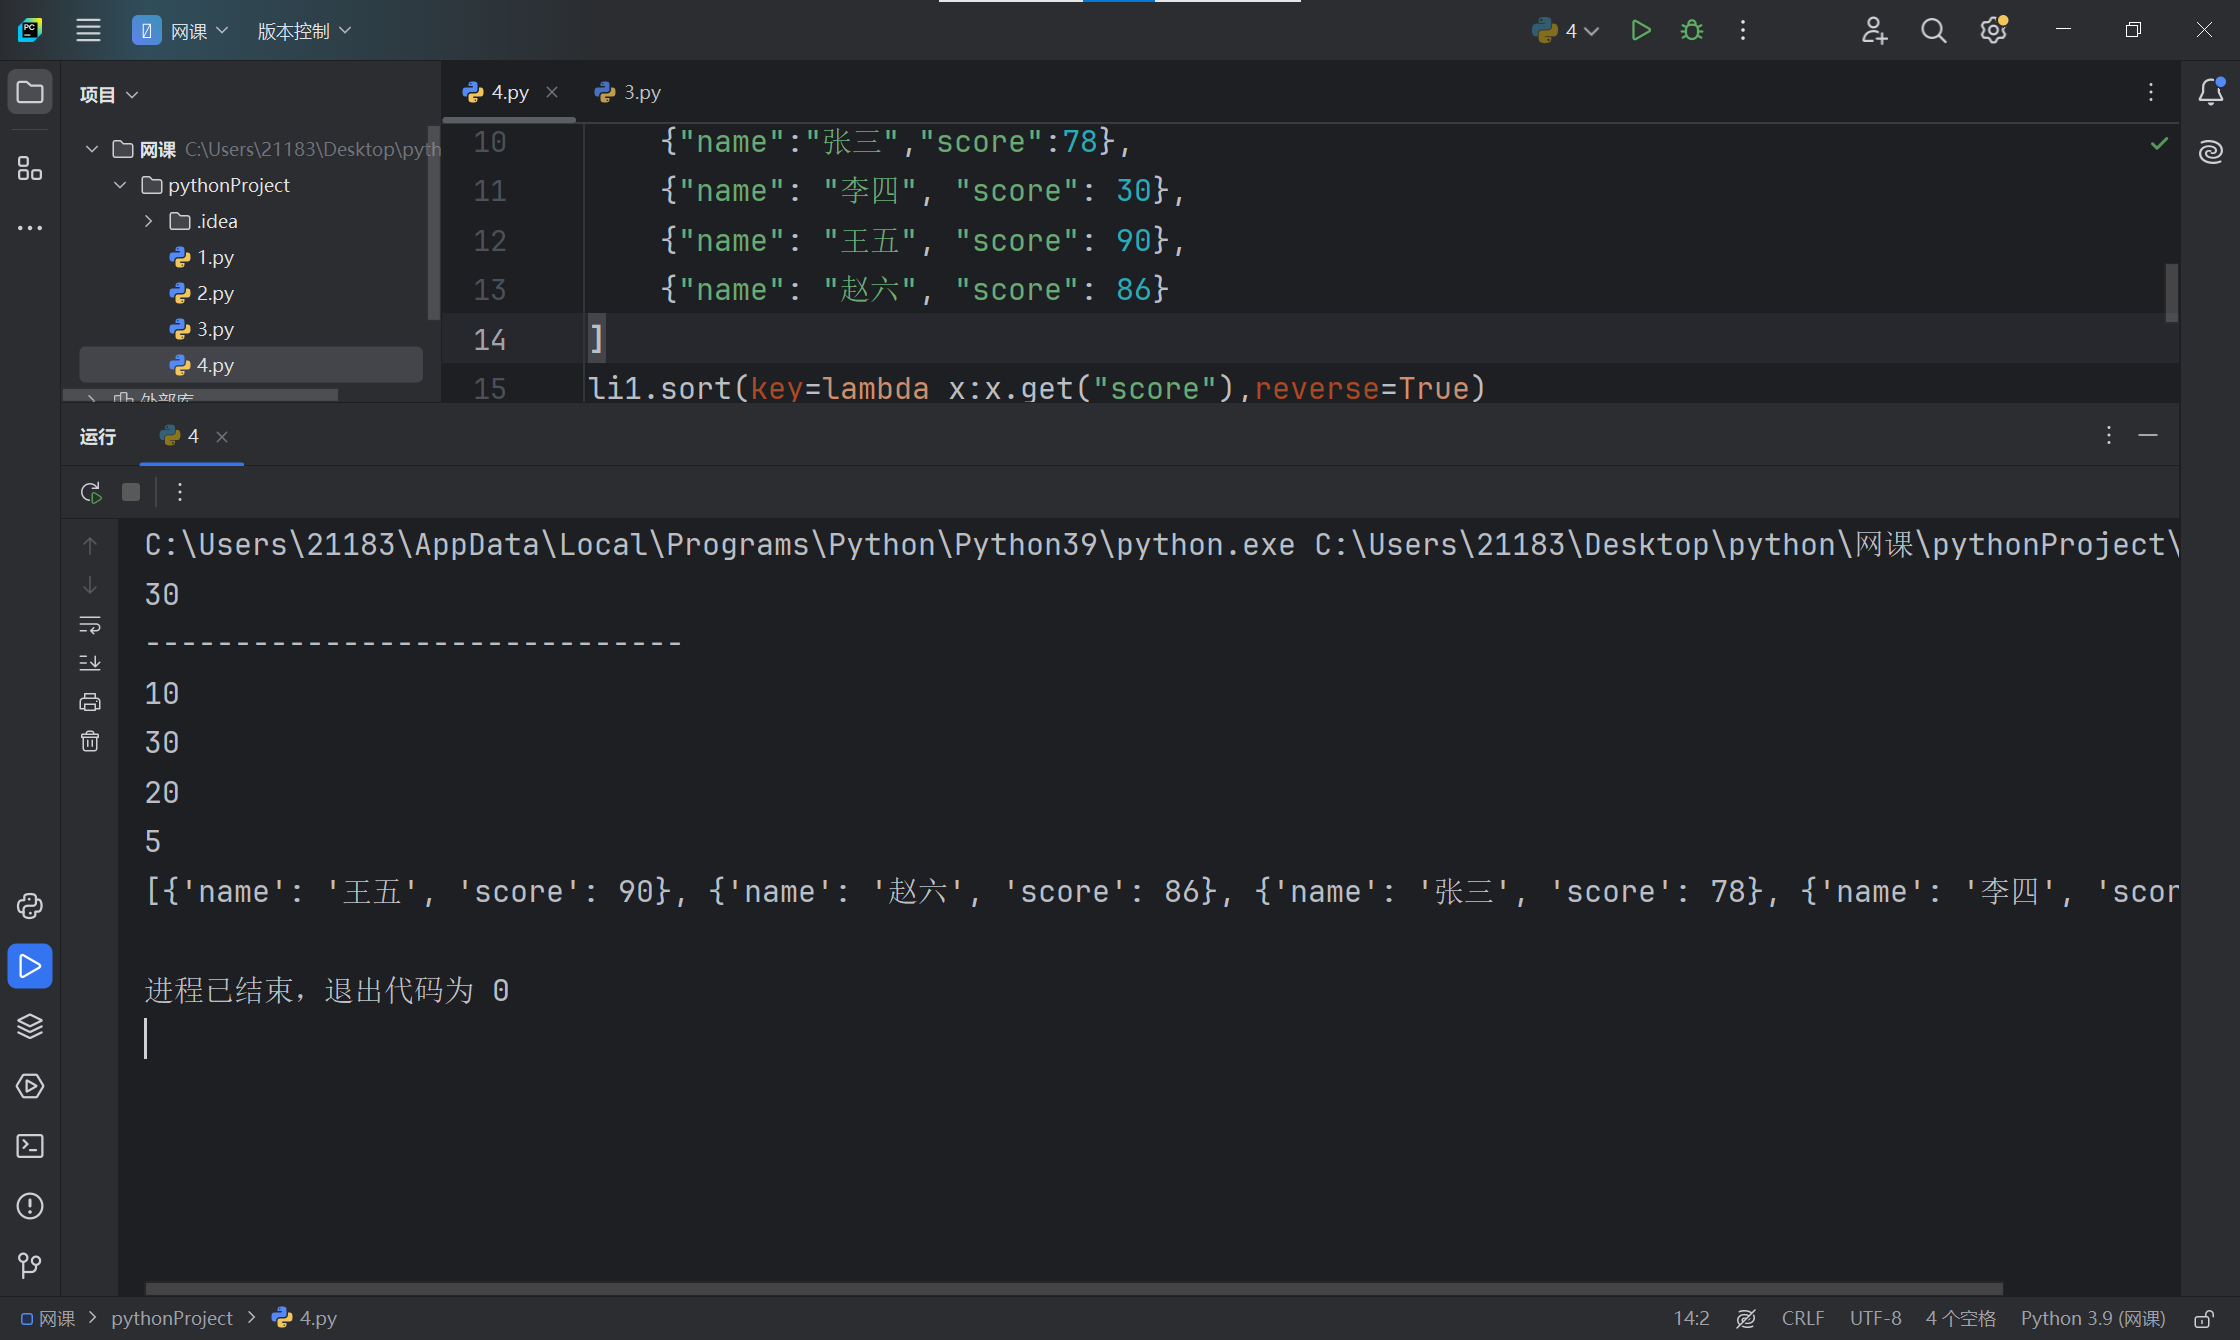 PC 网课 版本控制 4
项目
4.py 3.py
网课 C:\Users\21183\Desktop\pyth
pythonProject
.idea
1.py
2.py
3.py
4.py
外部库
10 {"name":"张三","score":78},
11 {"name": "李四", "score": 30},
12 {"name": "王五", "score": 90},
13 {"name": "赵六", "score": 86}
14 ]
15 li1.sort(key=lambda x:x.get("score"),reverse=True)
运行 4
C:\Users\21183\AppData\Local\Programs\Python\Python39\python.exe C:\Users\21183\Desktop\python\网课\pythonProject\
30
------------------------------
10
30
20
5
[{'name': '王五', 'score': 90}, {'name': '赵六', 'score': 86}, {'name': '张三', 'score': 78}, {'name': '李四', 'scor
进程已结束，退出代码为 0
网课 pythonProject 4.py 14:2 CRLF UTF-8 4 个空格 Python 3.9 (网课)